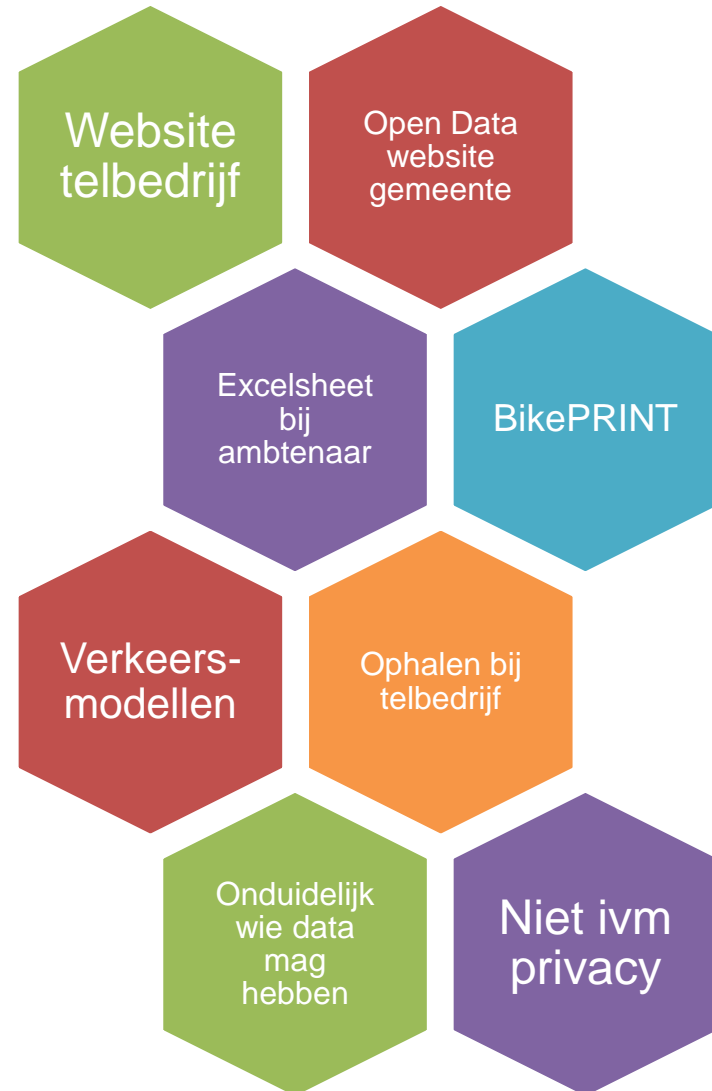 Website
telbedrijf
Open Data
website
gemeente
Excelsheet
bij
ambtenaar
BikePRINT
Verkeers-
modellen
Ophalen bij
telbedrijf
Onduidelijk
wie data
mag
hebben
Niet ivm
privacy